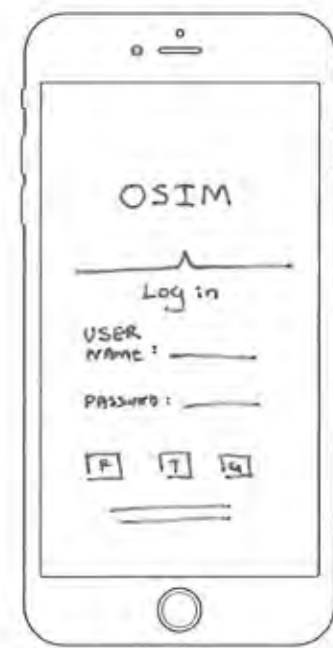 OSIM
Log in
USER
NAME :
PASSWORD :
F T G